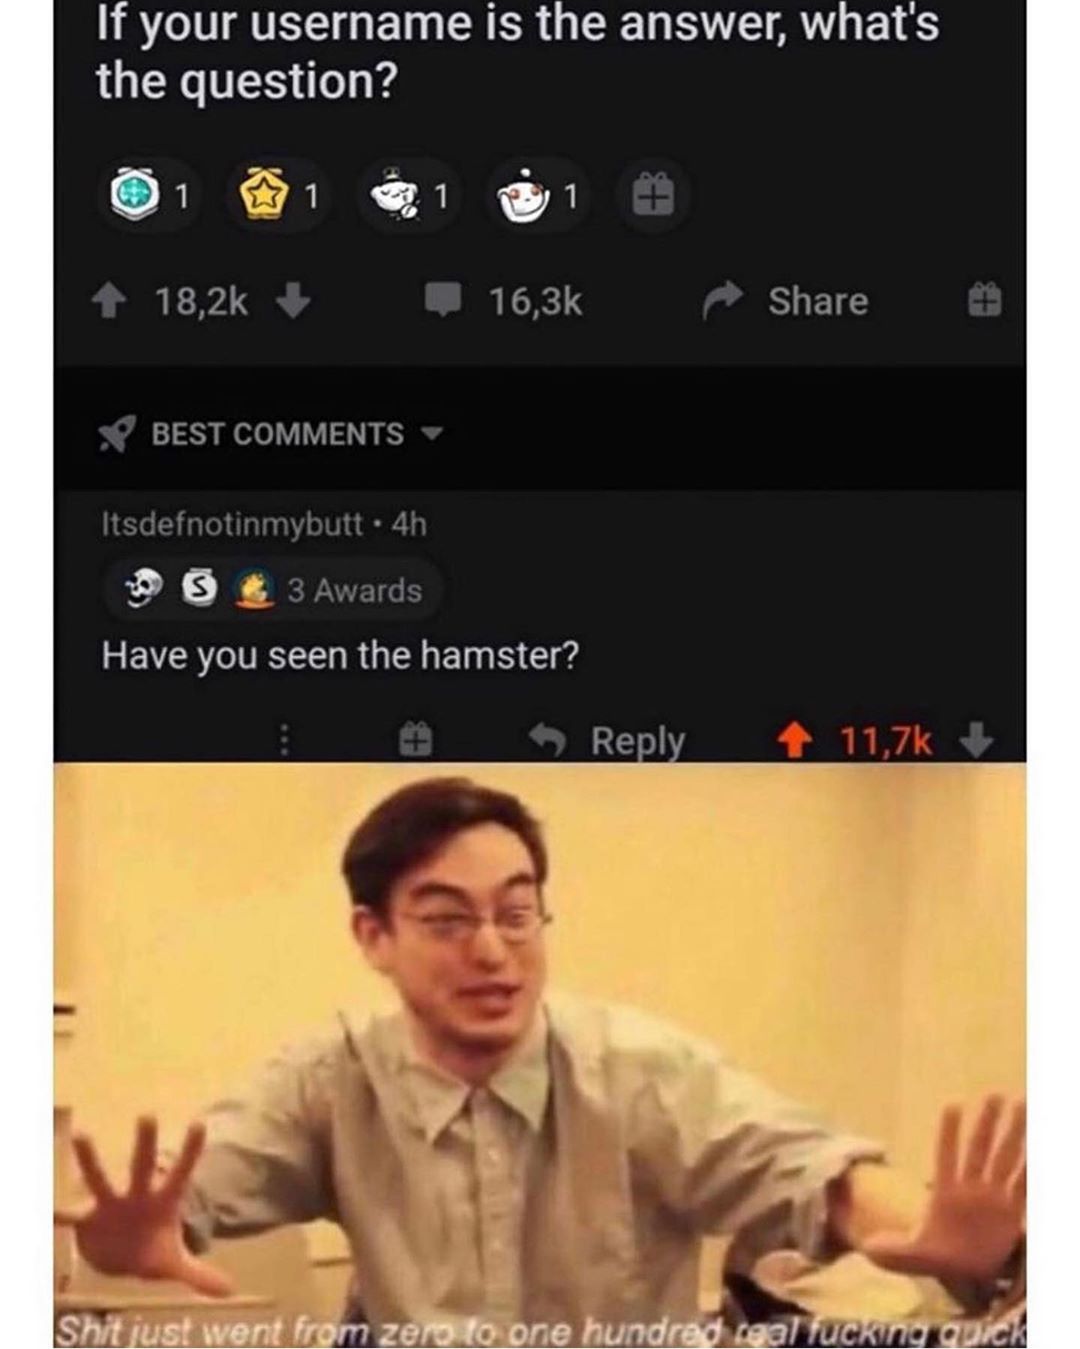 If your username is the answer, what's
the question?
1 1 1 1
18,2k 16,3k Share
BEST COMMENTS
Itsdefnotinmybutt • 4h
S 3 Awards
Have you seen the hamster?
Reply 11,7k
Shit just went from zero to one hundred real fucking quick